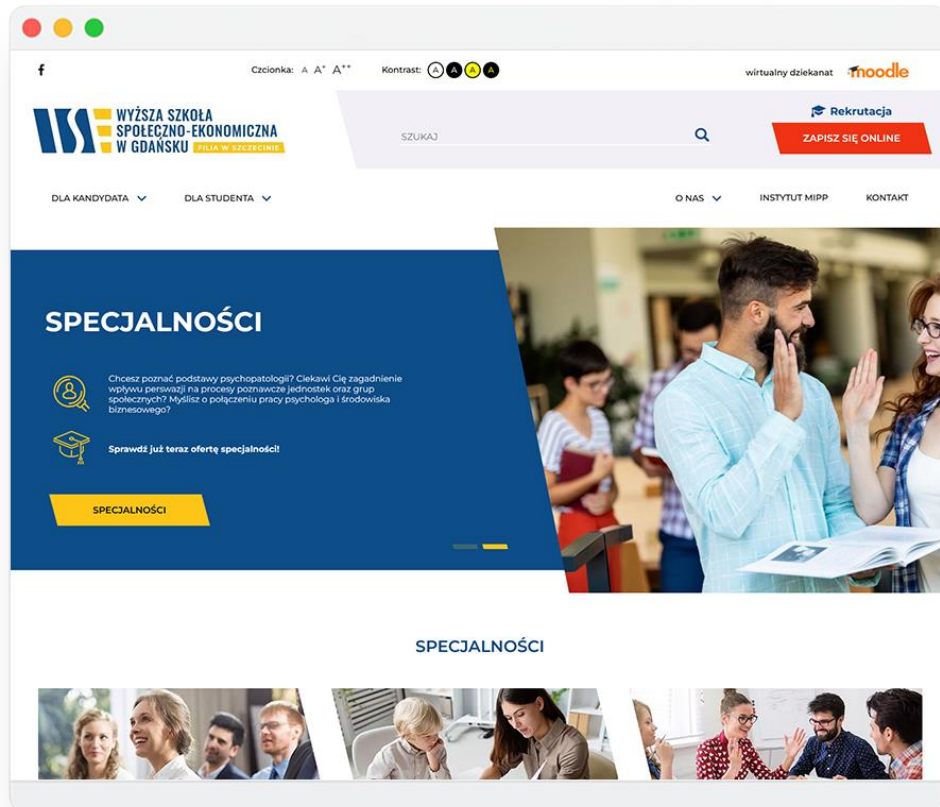 f
Czcionka: A A+ A++ Kontrast: A A A A
wirtualny dziekanat moodle
WYŻSZA SZKOŁA
SPOŁECZNO-EKONOMICZNA
W GDAŃSKU FILIA W SZCZECINIE
SZUKAJ
Rekrutacja
ZAPISZ SIĘ ONLINE
DLA KANDYDATA DLA STUDENTA O NAS INSTYTUT MIPP KONTAKT
SPECJALNOŚCI
Chcesz poznać podstawy psychopatologii? Ciekawi Cię zagadnienie
wpływu perswazji na procesy poznawcze jednostek oraz grup
społecznych? Myślisz o połączeniu pracy psychologa i środowiska
biznesowego?
Sprawdź już teraz ofertę specjalności!
SPECJALNOŚCI
SPECJALNOŚCI